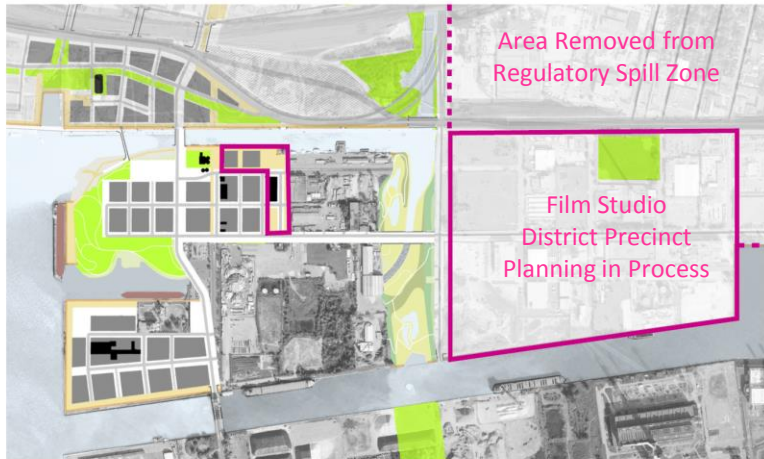 Area Removed from
Regulatory Spill Zone
Film Studio
District Precinct
Planning in Process